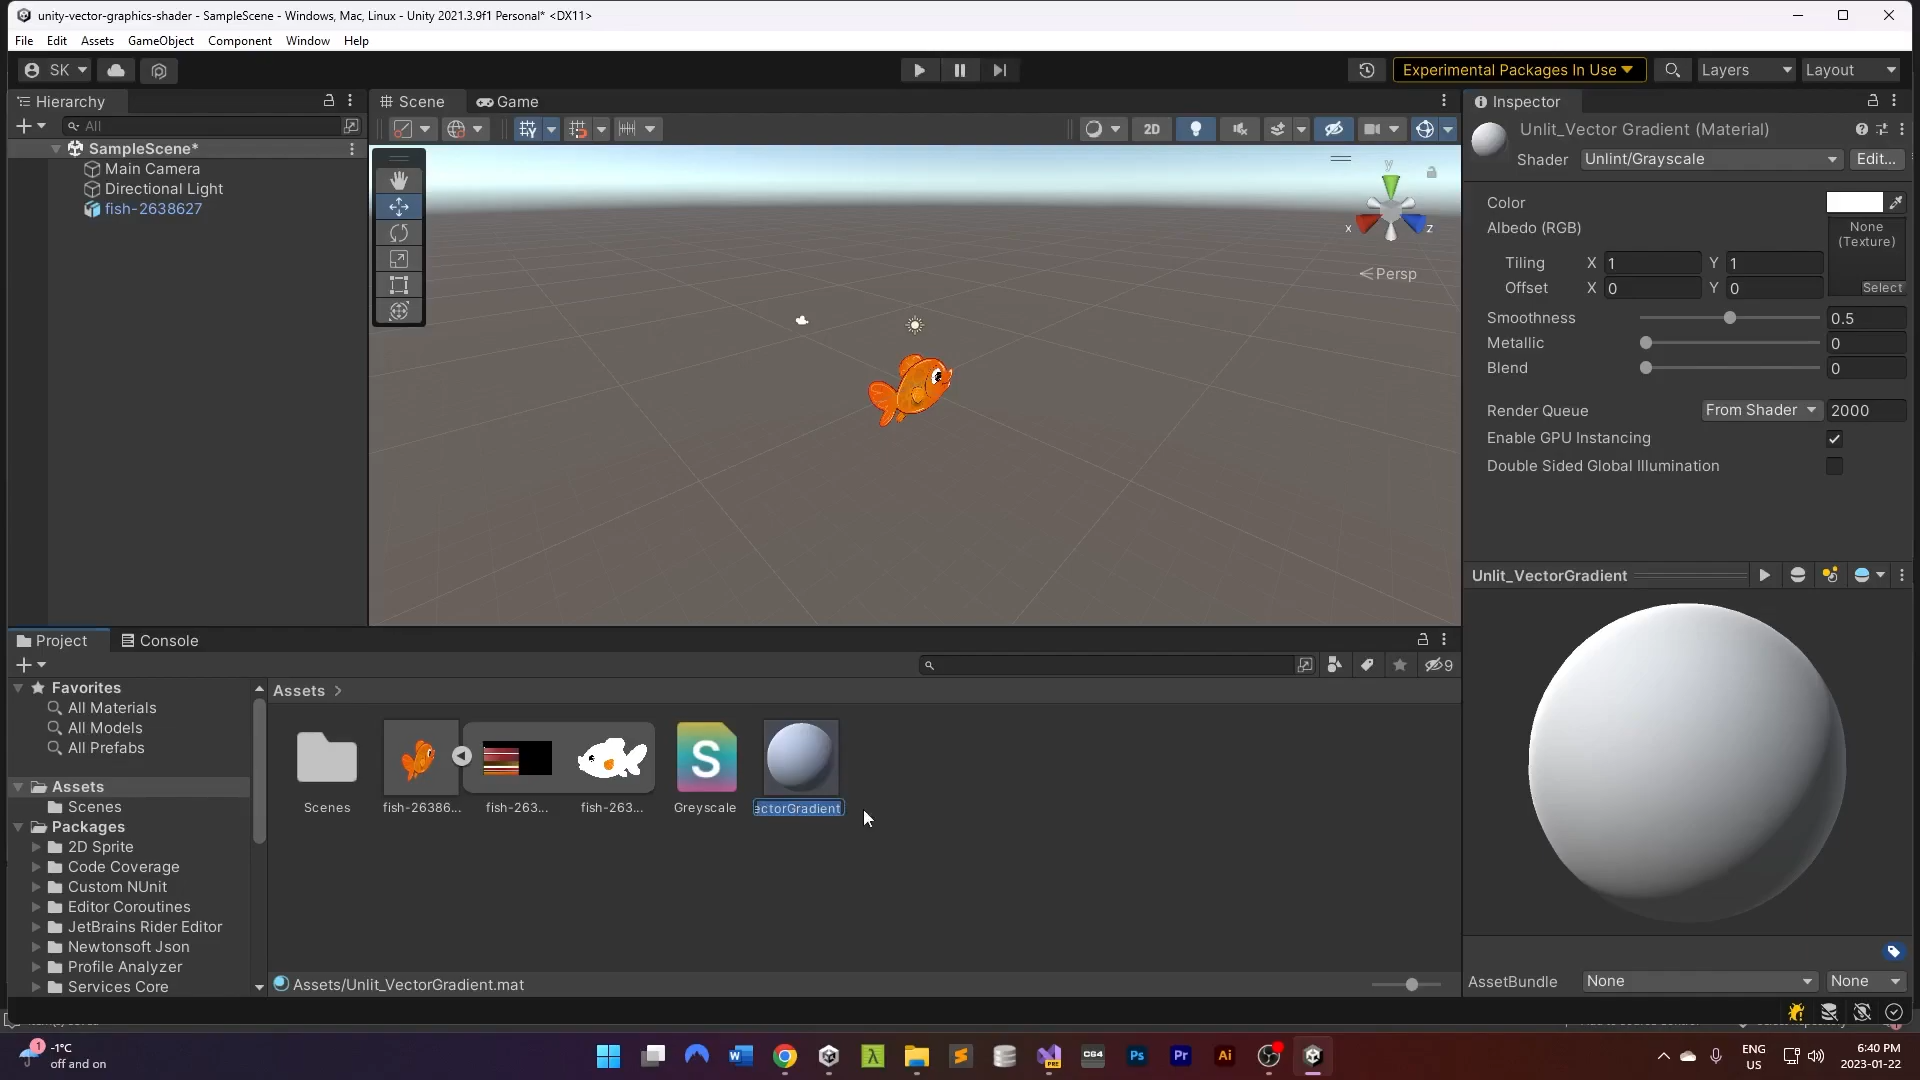 unity-vector-graphics-shader - SampleScene - Windows, Mac, Linux - Unity 2021.3.9f1 Personal* <DX11>
File Edit Assets GameObject Component Window Help
SK
Experimental Packages In Use
Layers
Layout
Hierarchy
Scene
Game
Inspector
All
2D
Unlit_Vector Gradient (Material)
Shader
Unlint/Grayscale
Edit...
SampleScene*
Main Camera
Directional Light
fish-2638627
y
x
z
Persp
Color
Albedo (RGB)
None
(Texture)
Tiling X 1 Y 1
Offset X 0 Y 0
Select
Smoothness 0.5
Metallic 0
Blend 0
Render Queue From Shader 2000
Enable GPU Instancing
Double Sided Global Illumination
Unlit_VectorGradient
Project
Console
9
Favorites
All Materials
All Models
All Prefabs
Assets
Scenes
Packages
2D Sprite
Code Coverage
Custom NUnit
Editor Coroutines
JetBrains Rider Editor
Newtonsoft Json
Profile Analyzer
Services Core
Assets >
S
Scenes
fish-26386...
fish-263...
fish-263...
Greyscale
ectorGradient
Assets/Unlit_VectorGradient.mat
AssetBundle None None
1
-1°C
off and on
PRE
CG4
Ps
Pr
Ai
ENG
US
6:40 PM
2023-01-22